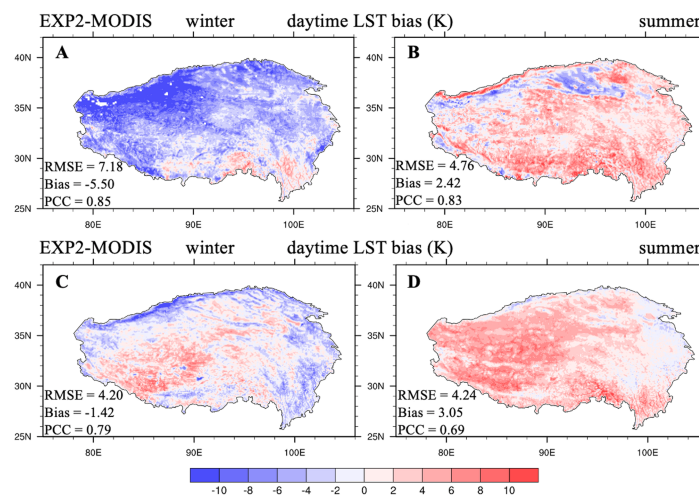 EXP2-MODIS winter daytime LST bias (K) summer
A
B
40N
35N
30N
25N
RMSE = 7.18
Bias = -5.50
PCC = 0.85
40N
35N
30N
25N
RMSE = 4.76
Bias = 2.42
PCC = 0.83
80E 90E 100E
80E 90E 100E
EXP2-MODIS winter daytime LST bias (K) summer
C
D
40N
35N
30N
25N
RMSE = 4.20
Bias = -1.42
PCC = 0.79
40N
35N
30N
25N
RMSE = 4.24
Bias = 3.05
PCC = 0.69
80E 90E 100E
80E 90E 100E
-10 -8 -6 -4 -2 0 2 4 6 8 10